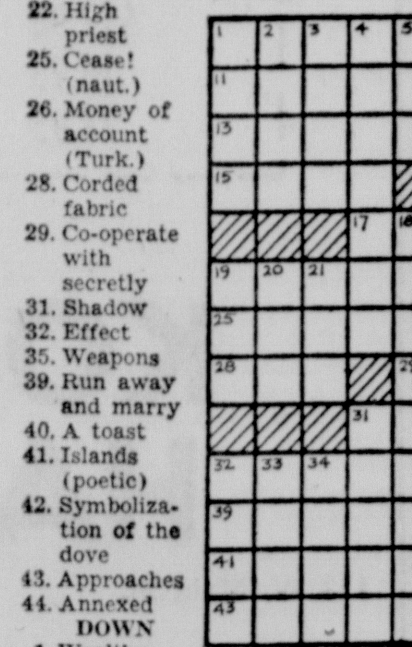 22. High
priest
25. Cease!
(naut.)
26. Money of
account
(Turk.)
28. Corded
fabric
29. Co-operate
with
secretly
31. Shadow
32. Effect
35. Weapons
39. Run away
and marry
40. A toast
41. Islands
(poetic)
42. Symboliza-
tion of the
dove
43. Approaches
44. Annexed
DOWN
1 2 3 4 5
11
13
15
17
19 20 21
25
28
31
32 33 34
39
41
43